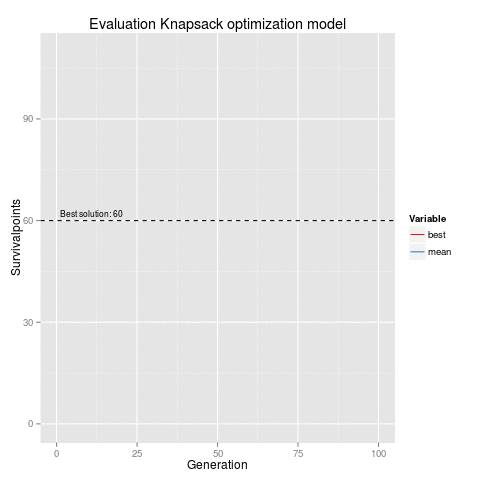 Evaluation Knapsack optimization model
Survivalpoints
90
60
30
0
Best solution: 60
0 25 50 75 100
Generation
Variable
best
mean